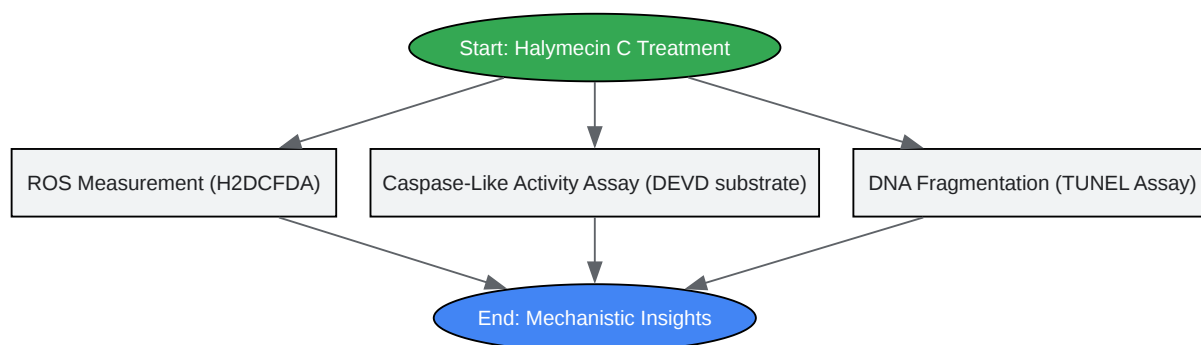 Start: Halymecin C Treatment
ROS Measurement (H2DCFDA)
Caspase-Like Activity Assay (DEVD substrate)
DNA Fragmentation (TUNEL Assay)
End: Mechanistic Insights